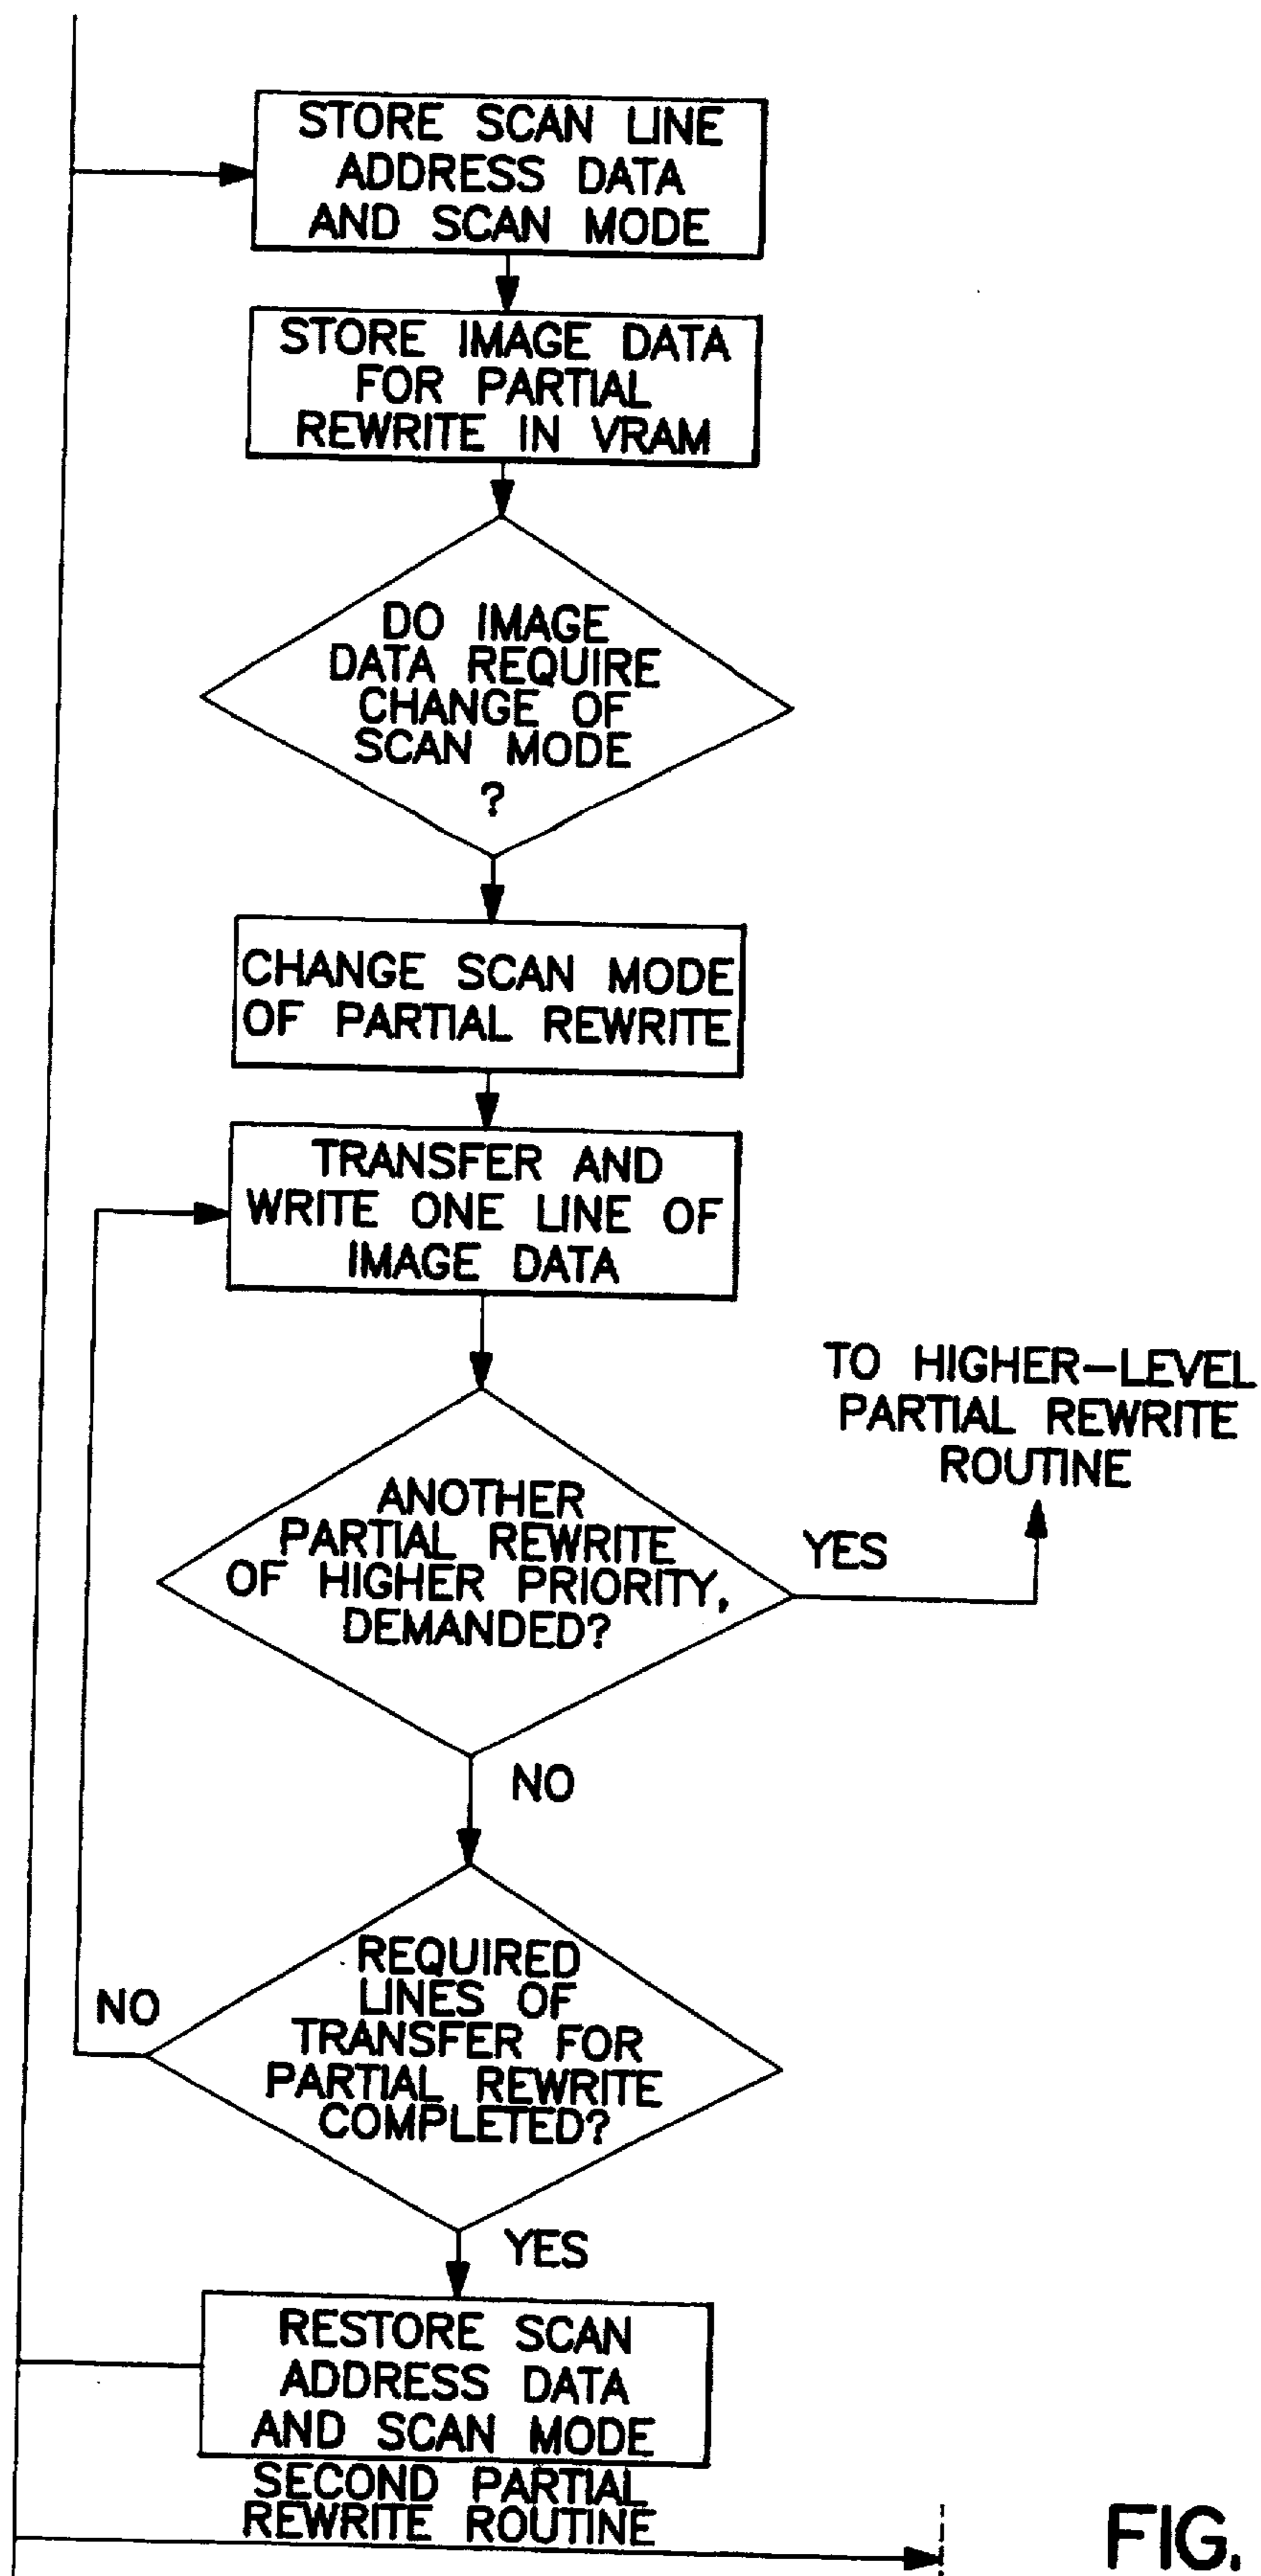 STORE SCAN LINE
ADDRESS DATA
AND SCAN MODE
STORE IMAGE DATA
FOR PARTIAL
REWRITE IN VRAM
DO IMAGE
DATA REQUIRE
CHANGE OF
SCAN MODE
?
CHANGE SCAN MODE
OF PARTIAL REWRITE
TRANSFER AND
WRITE ONE LINE OF
IMAGE DATA
TO HIGHER-LEVEL
PARTIAL REWRITE
ROUTINE
ANOTHER
PARTIAL REWRITE
OF HIGHER PRIORITY,
DEMANDED?
YES
NO
REQUIRED
LINES OF
TRANSFER FOR
PARTIAL REWRITE
COMPLETED?
NO
YES
RESTORE SCAN
ADDRESS DATA
AND SCAN MODE
SECOND PARTIAL
REWRITE ROUTINE
FIG.